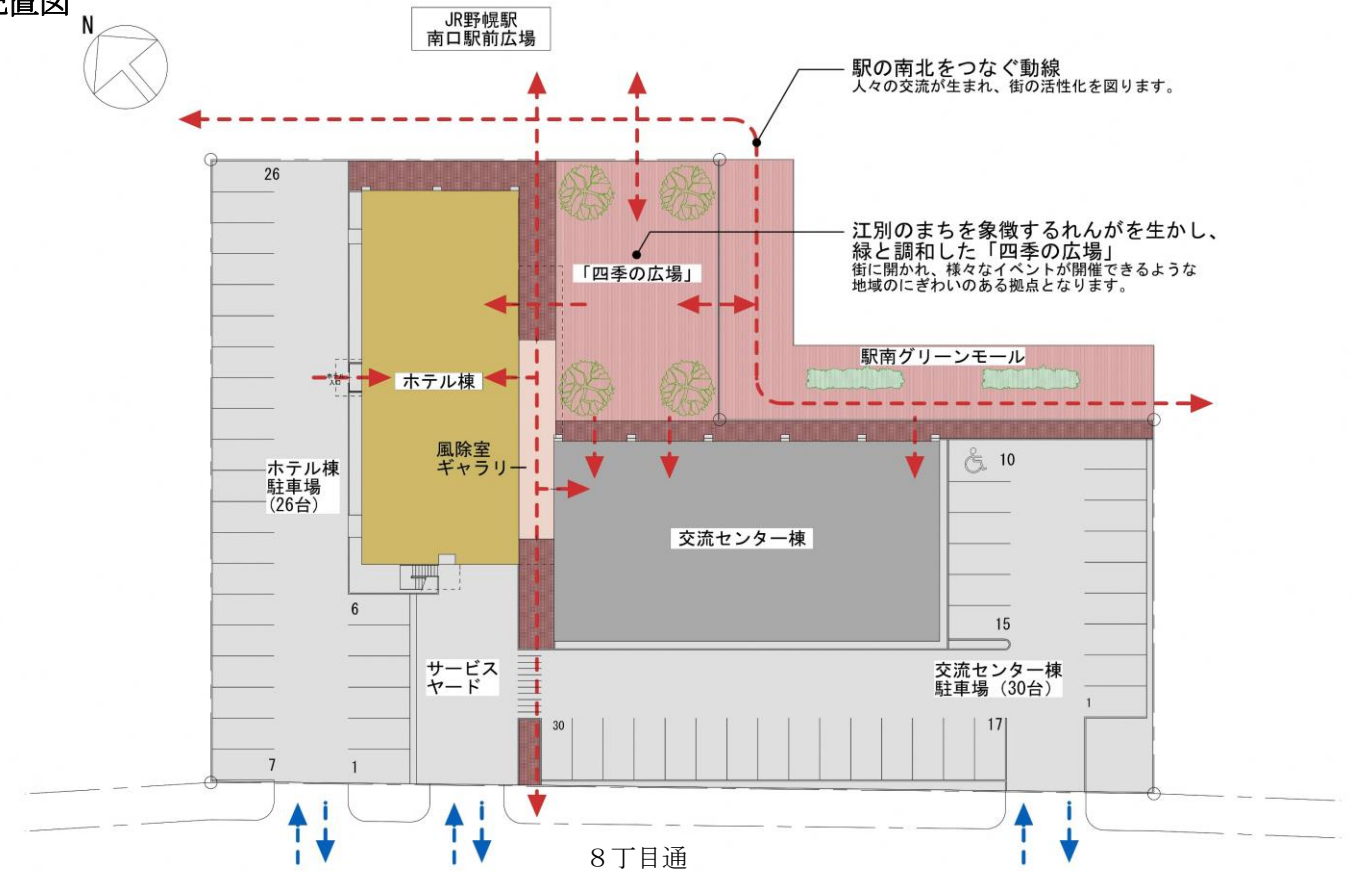 置図
N
JR野幌駅
南口駅前広場
駅の南北をつなぐ動線
人々の交流が生まれ、街の活性化を図ります。
26
江別のまちを象徴するれんがを生かし、
緑と調和した「四季の広場」
街に開かれ、様々なイベントが開催できるような
地域のにぎわいのある拠点となります。
「四季の広場」
駅南グリーンモール
ホテル
入口
ホテル棟
風除室
ギャラリー
ホテル棟
駐車場
(26台)
10
交流センター棟
6
15
サービス
ヤード
交流センター棟
駐車場（30台）
1
30
17
7
1
８丁目通